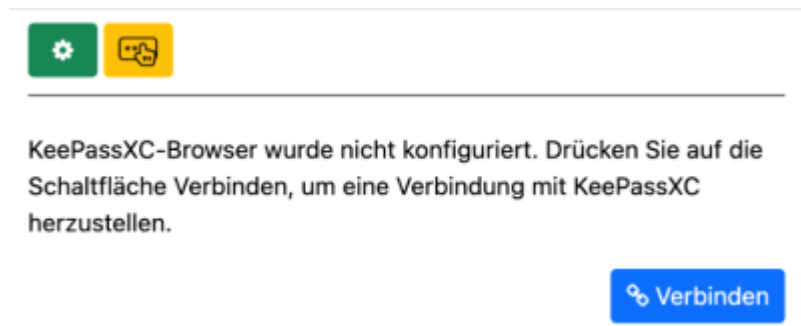 KeePassXC-Browser wurde nicht konfiguriert. Drücken Sie auf die
Schaltfläche Verbinden, um eine Verbindung mit KeePassXC
herzustellen.
Verbinden